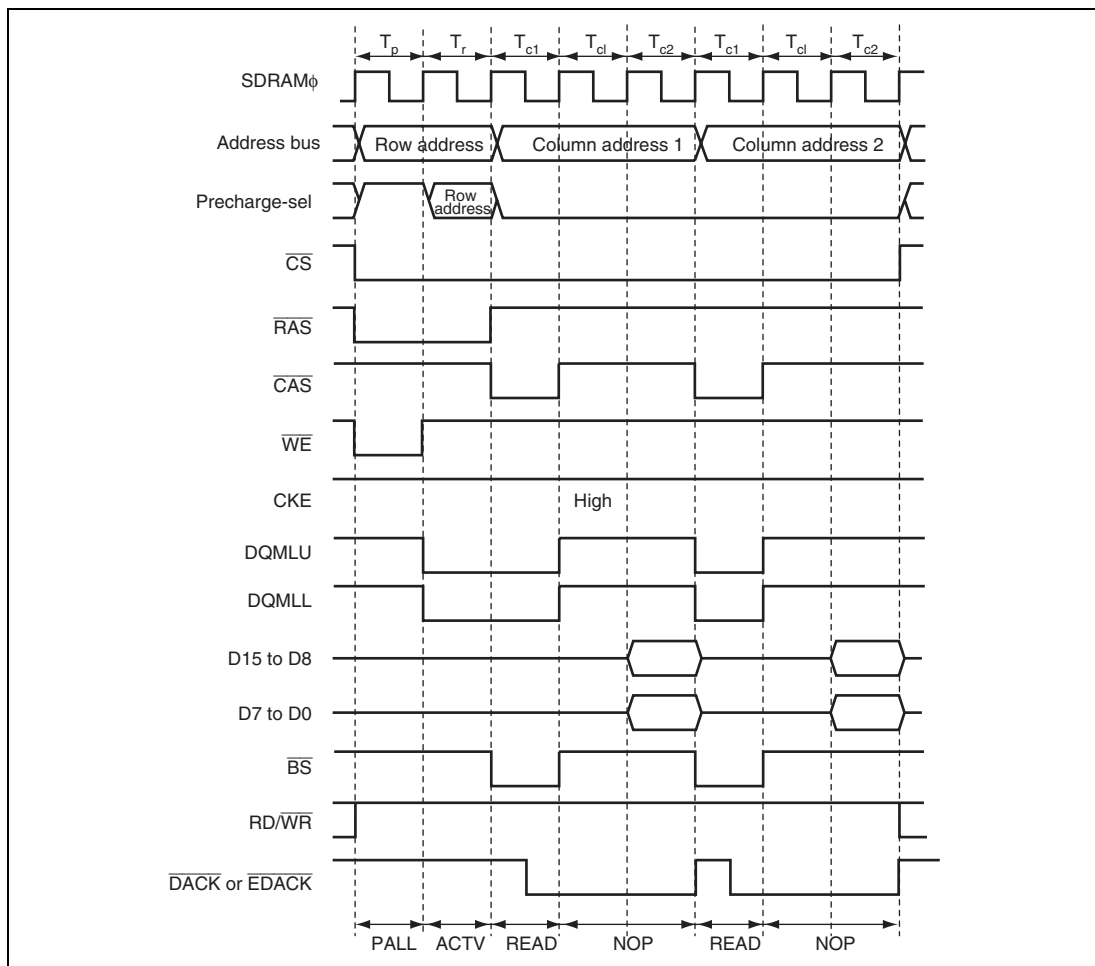 Tp Tr Tc1 Tcl Tc2 Tc1 Tcl Tc2
SDRAMϕ
Address bus Row address Column address 1 Column address 2
Precharge-sel Row address
CS
RAS
CAS
WE
CKE High
DQMLU
DQMLL
D15 to D8
D7 to D0
BS
RD/WR
DACK or EDACK
PALL ACTV READ NOP READ NOP